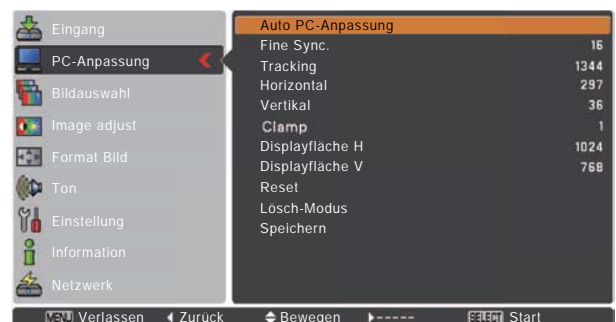 Eingang
PC-Anpassung
Bildauswahl
Image adjust
Format Bild
Ton
Einstellung
Information
Netzwerk
Auto PC-Anpassung
Fine Sync. 16
Tracking 1344
Horizontal 297
Vertikal 36
Clamp 1
Displayfläche H 1024
Displayfläche V 768
Reset
Lösch-Modus
Speichern
MENU Verlassen Zurück Bewegen ----- SELECT Start